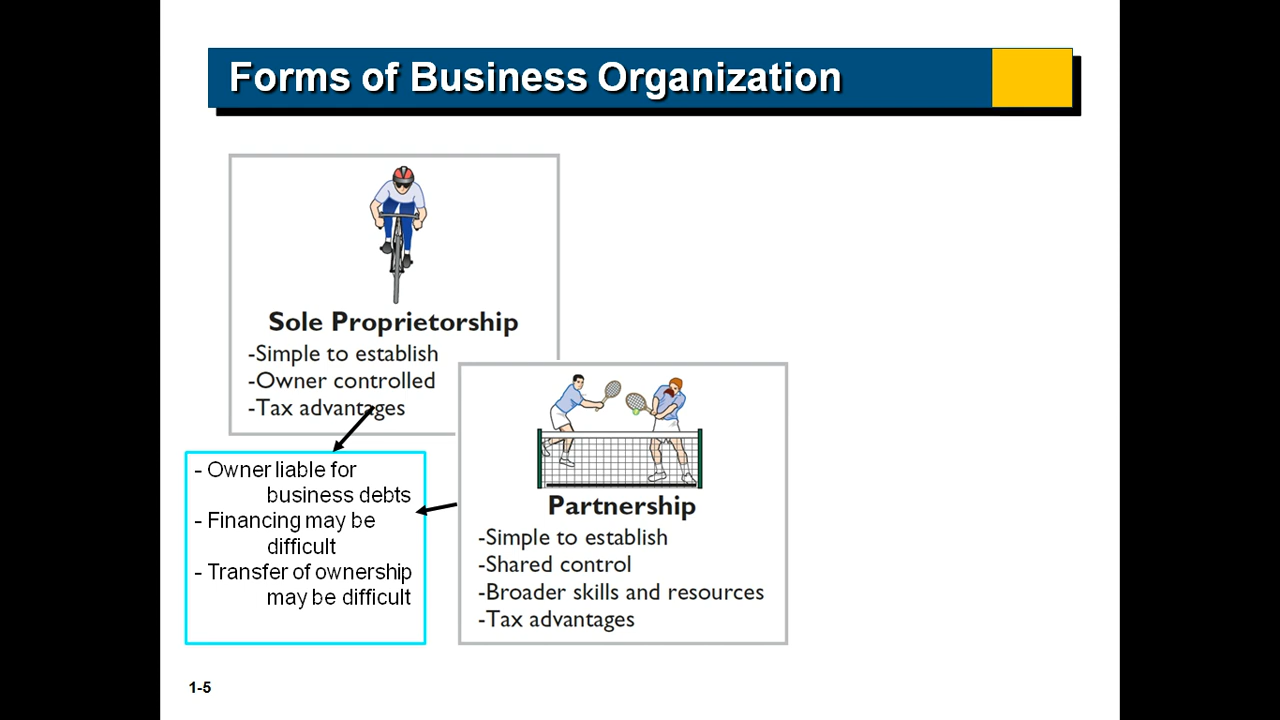 Forms of Business Organization
Sole Proprietorship
-Simple to establish
-Owner controlled
-Tax advantages
- Owner liable for
business debts
- Financing may be
difficult
- Transfer of ownership
may be difficult
Partnership
-Simple to establish
-Shared control
-Broader skills and resources
-Tax advantages
1-5